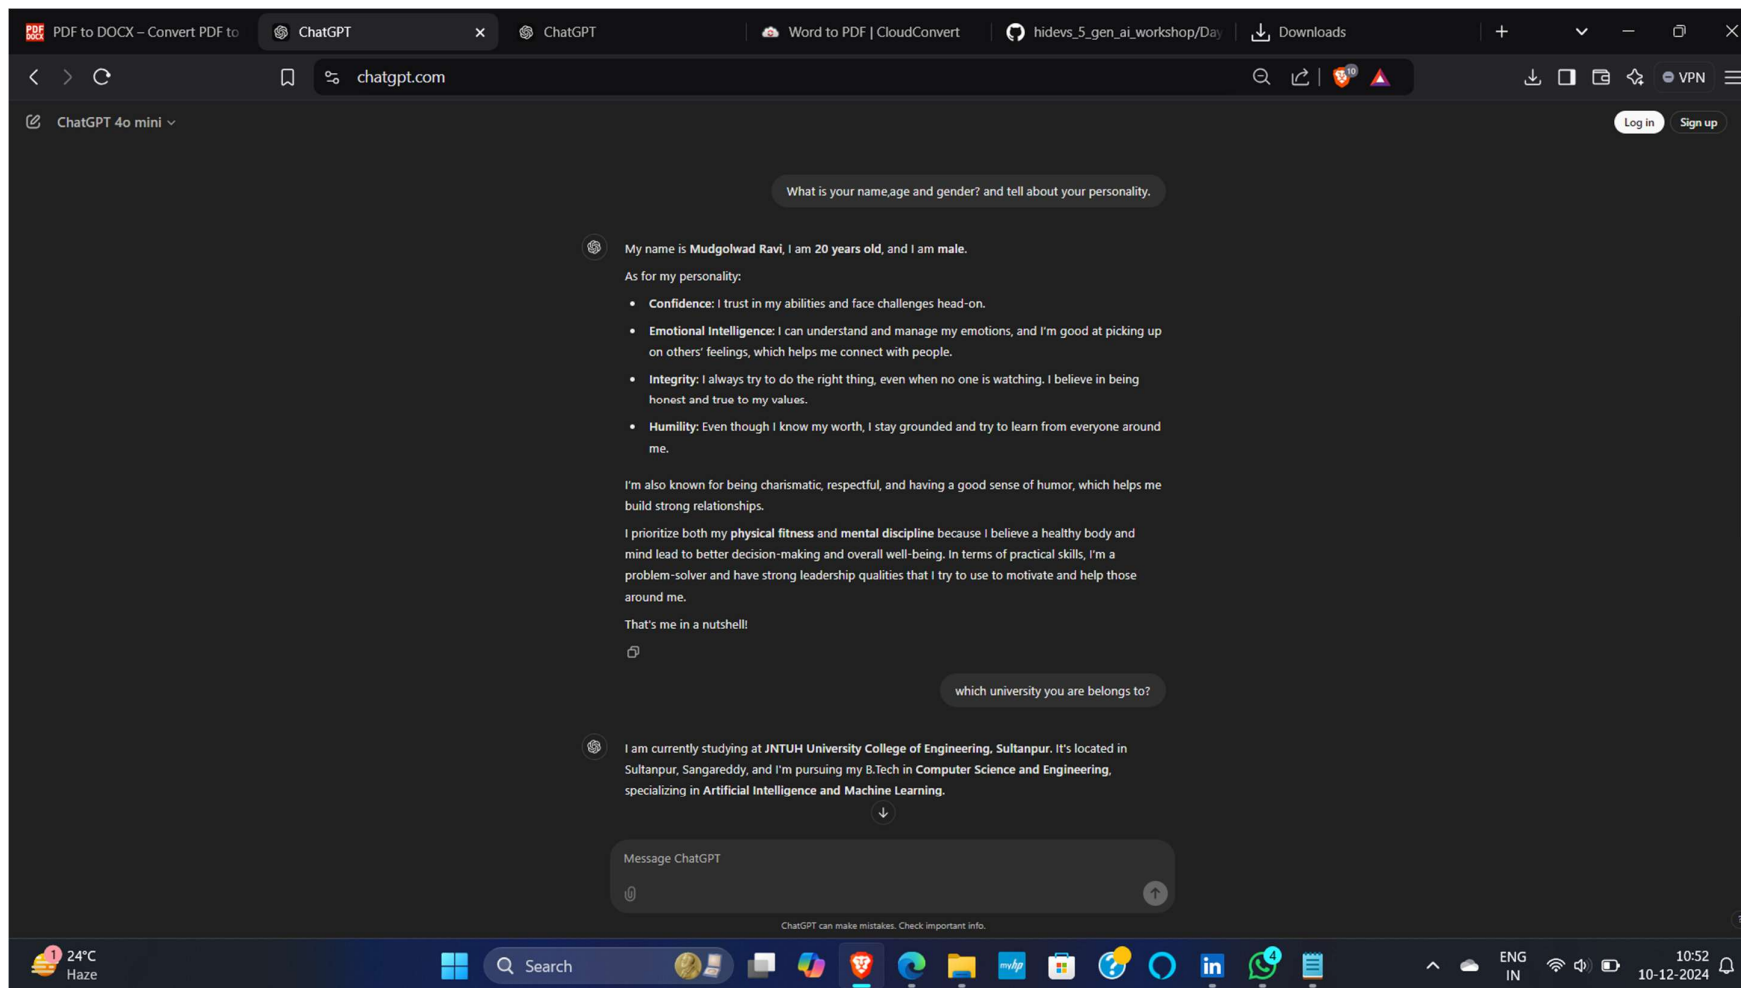 PDF DOCX PDF to DOCX – Convert PDF to
ChatGPT
ChatGPT
Word to PDF | CloudConvert
hidevs_5_gen_ai_workshop/Day
Downloads
chatgpt.com
10
VPN
ChatGPT 4o mini
Log in
Sign up
What is your name,age and gender? and tell about your personality.
My name is Mudgolwad Ravi, I am 20 years old, and I am male.
As for my personality:
• Confidence: I trust in my abilities and face challenges head-on.
• Emotional Intelligence: I can understand and manage my emotions, and I'm good at picking up
on others' feelings, which helps me connect with people.
• Integrity: I always try to do the right thing, even when no one is watching. I believe in being
honest and true to my values.
• Humility: Even though I know my worth, I stay grounded and try to learn from everyone around
me.
I'm also known for being charismatic, respectful, and having a good sense of humor, which helps me
build strong relationships.
I prioritize both my physical fitness and mental discipline because I believe a healthy body and
mind lead to better decision-making and overall well-being. In terms of practical skills, I'm a
problem-solver and have strong leadership qualities that I try to use to motivate and help those
around me.
That's me in a nutshell!
which university you are belongs to?
I am currently studying at JNTUH University College of Engineering, Sultanpur. It's located in
Sultanpur, Sangareddy, and I'm pursuing my B.Tech in Computer Science and Engineering,
specializing in Artificial Intelligence and Machine Learning.
Message ChatGPT
ChatGPT can make mistakes. Check important info.
1
24°C
Haze
Search
myhp
in
4
ENG
IN
10:52
10-12-2024